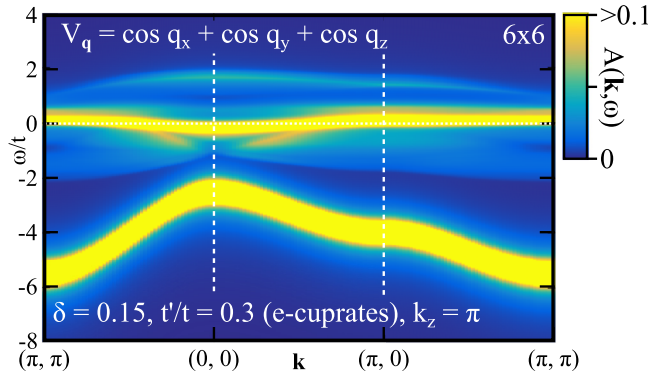 V_q = cos q_x + cos q_y + cos q_z
6x6
>0.1
A(k,ω)
0
4
2
0
-2
-4
-6
-8
ω/t
δ = 0.15, t'/t = 0.3 (e-cuprates), k_z = π
(π, π)
(0, 0)
k
(π, 0)
(π, π)